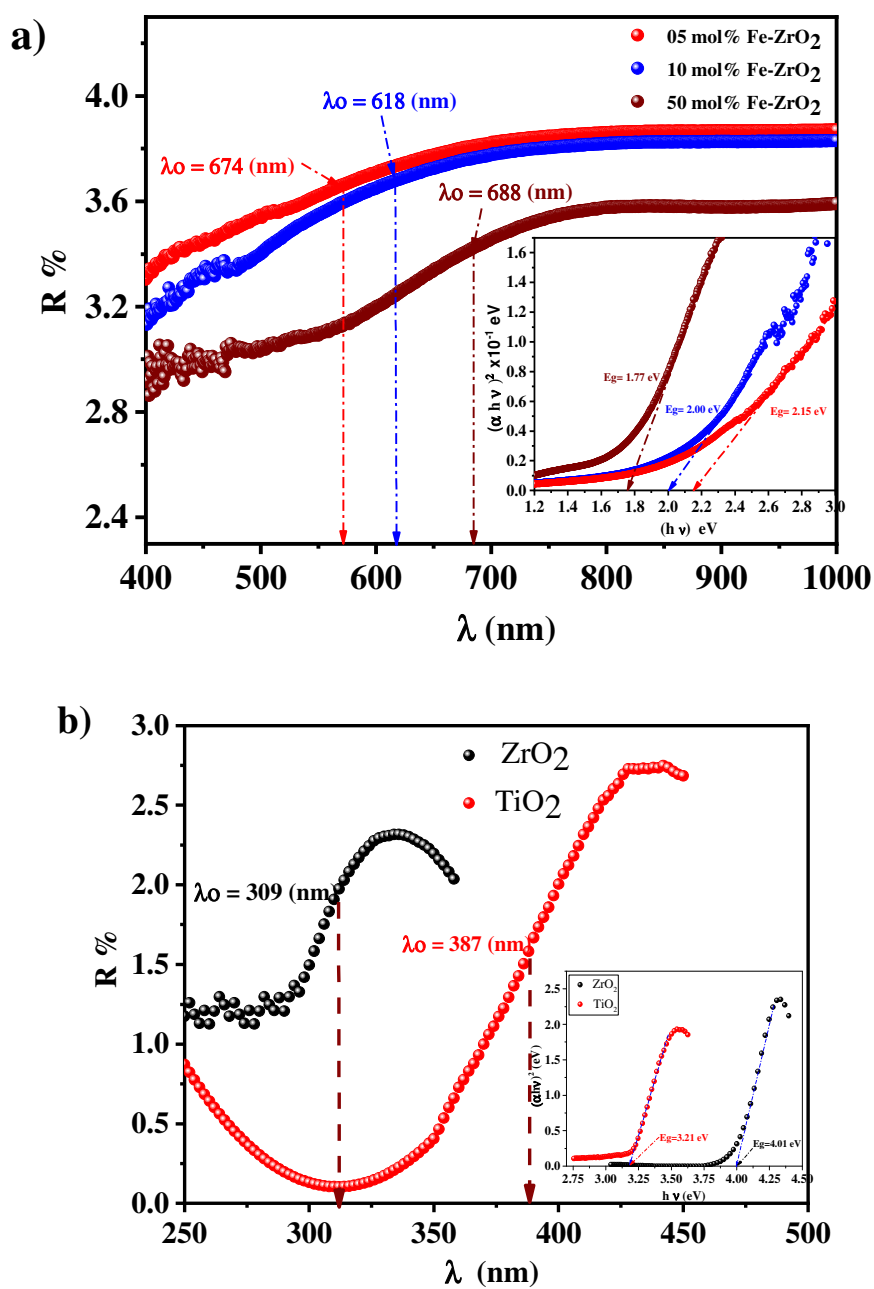 a)
05 mol% Fe-ZrO2
10 mol% Fe-ZrO2
50 mol% Fe-ZrO2
λo = 618 (nm)
λo = 674 (nm)
λo = 688 (nm)
4.0
3.6
3.2
2.8
2.4
R %
400 500 600 700 800 900 1000
λ (nm)
1.6
1.4
1.2
1.0
0.8
0.6
0.4
0.2
0.0
(α h ν )2 x10-1 eV
Eg= 1.77 eV
Eg= 2.00 eV
Eg= 2.15 eV
1.2 1.4 1.6 1.8 2.0 2.2 2.4 2.6 2.8 3.0
(h ν) eV
b)
ZrO2
TiO2
λo = 309 (nm)
λo = 387 (nm)
3.0
2.5
2.0
1.5
1.0
0.5
0.0
R %
250 300 350 400 450 500
λ (nm)
ZrO2
TiO2
2.5
2.0
1.5
1.0
0.5
0.0
(αhν)2 (eV)
Eg=3.21 eV
Eg=4.01 eV
2.75 3.00 3.25 3.50 3.75 4.00 4.25
h ν (eV)